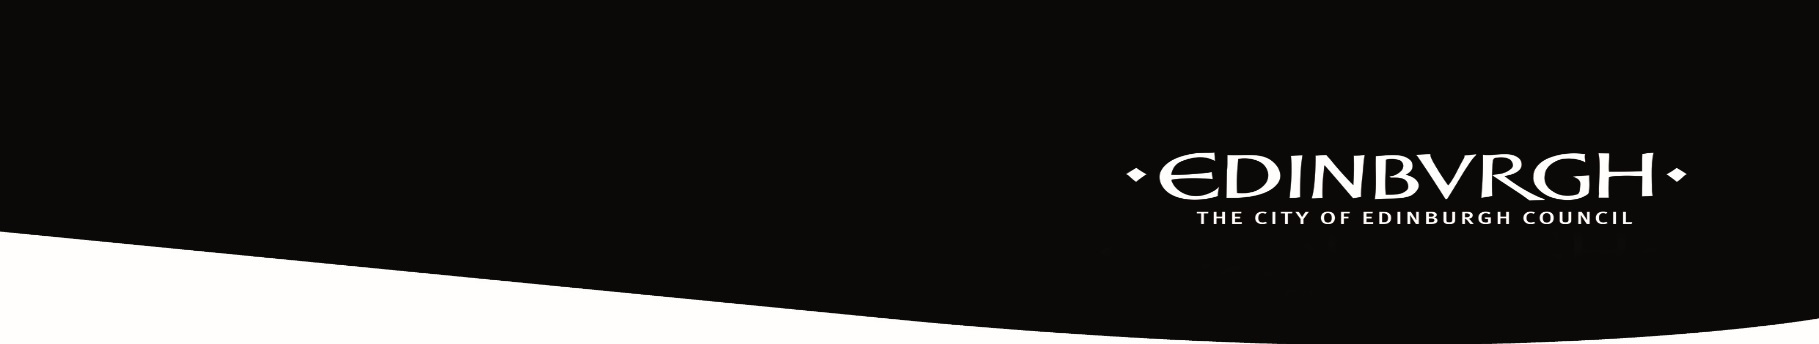 EDINBVRGH
THE CITY OF EDINBURGH COUNCIL